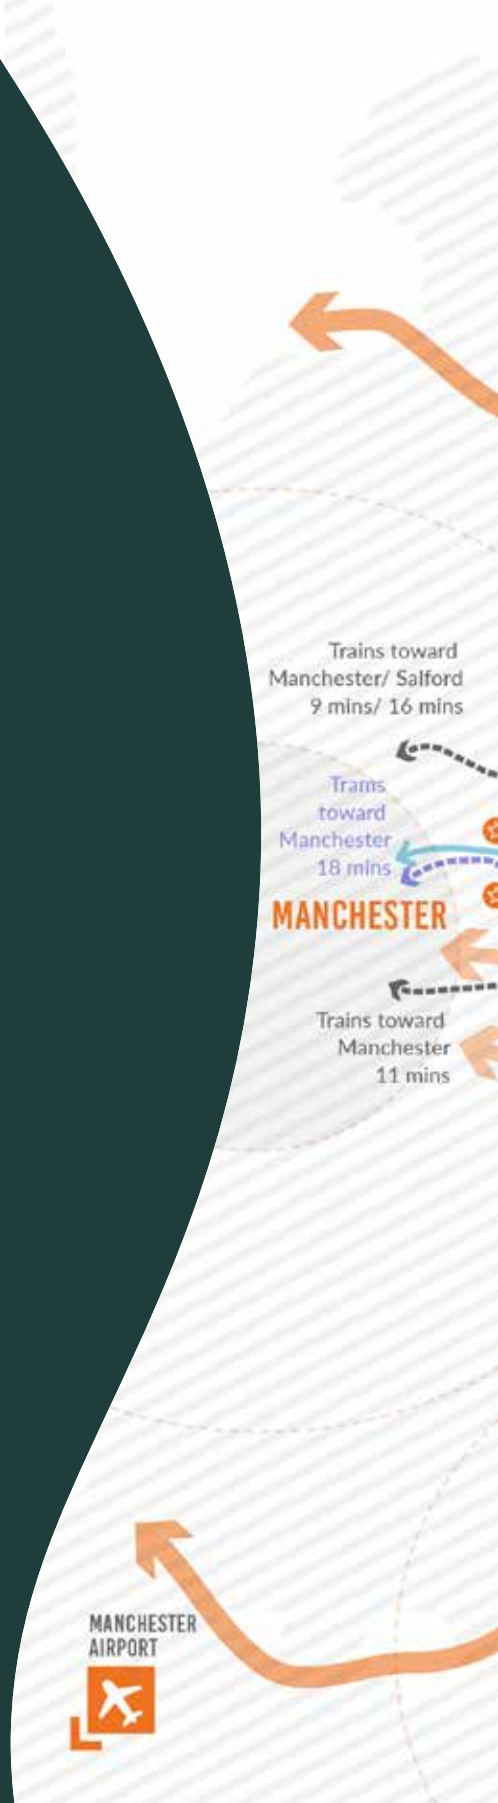 Trains toward
Manchester/ Salford
9 mins/ 16 mins
Trams
toward
Manchester
18 mins
MANCHESTER
Trains toward
Manchester
11 mins
MANCHESTER
AIRPORT